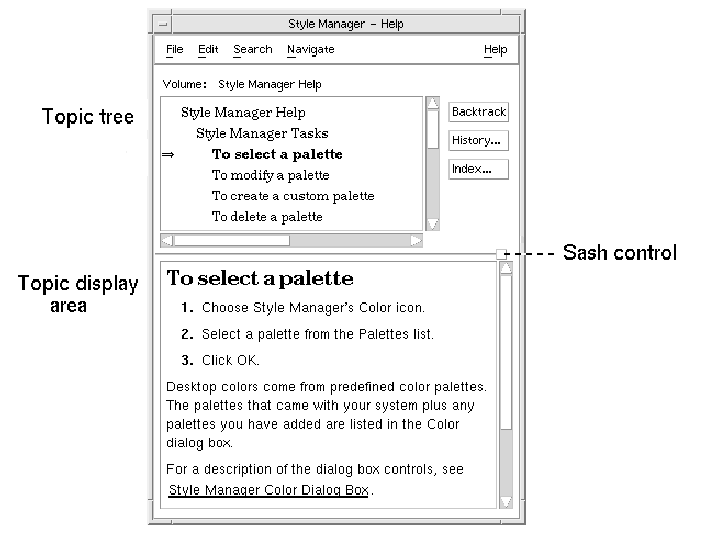 Style Manager - Help
File Edit Search Navigate Help
Volume: Style Manager Help
Topic tree
Style Manager Help
Style Manager Tasks
⇒ To select a palette
To modify a palette
To create a custom palette
To delete a palette
Backtrack
History...
Index...
Sash control
Topic display
area
To select a palette
1. Choose Style Manager's Color icon.
2. Select a palette from the Palettes list.
3. Click OK.
Desktop colors come from predefined color palettes.
The palettes that came with your system plus any
palettes you have added are listed in the Color
dialog box.
For a description of the dialog box controls, see
Style Manager Color Dialog Box.